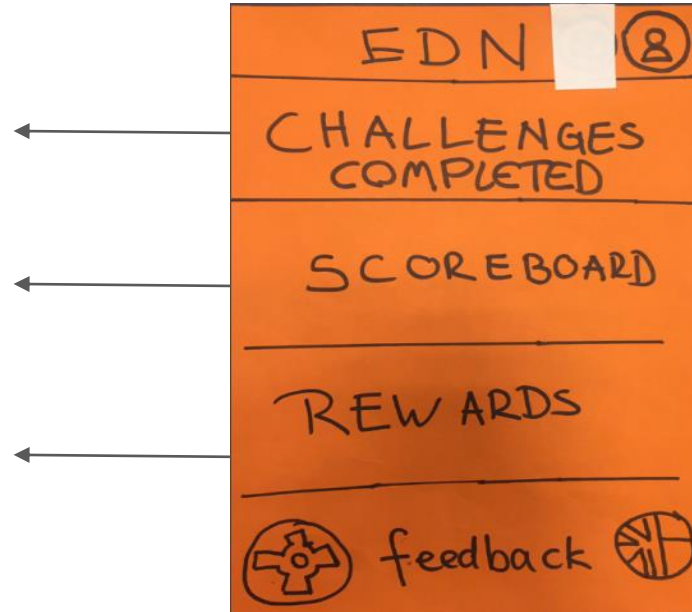 EDN
CHALLENGES
COMPLETED
SCOREBOARD
REWARDS
feedback